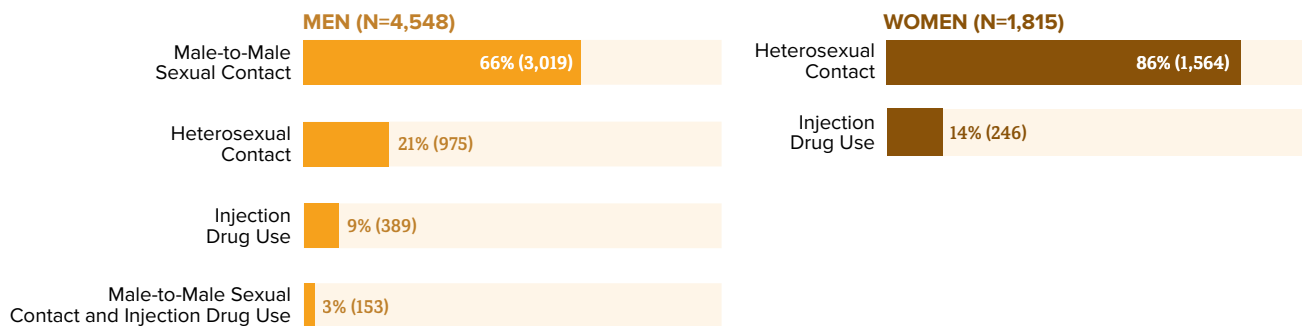 MEN (N=4,548)
Male-to-Male
Sexual Contact
66% (3,019)
Heterosexual
Contact
21% (975)
Injection
Drug Use
9% (389)
Male-to-Male Sexual
Contact and Injection Drug Use
3% (153)
WOMEN (N=1,815)
Heterosexual
Contact
86% (1,564)
Injection
Drug Use
14% (246)